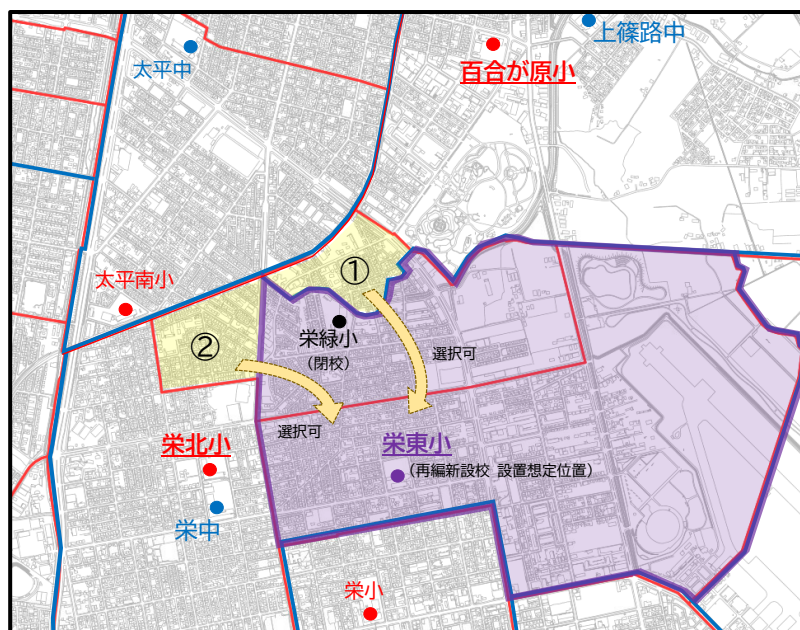 上篠路中
百合が原小
太平中
①
太平南小
栄緑小
(閉校)
選択可
②
選択可
栄東小
(再編新設校 設置想定位置)
栄北小
栄中
栄小